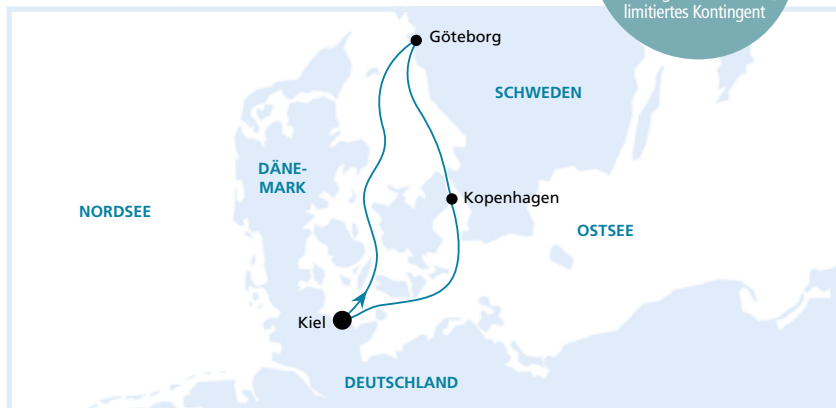 limitiertes Kontingent
Göteborg
SCHWEDEN
DÄNE-
MARK
NORDSEE
Kopenhagen
OSTSEE
Kiel
DEUTSCHLAND